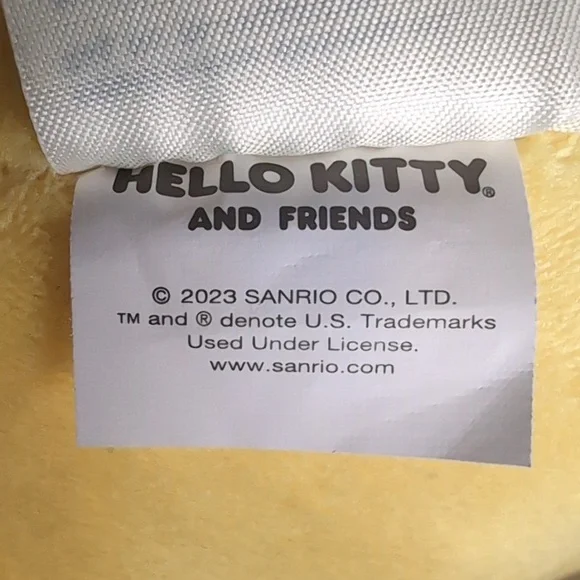 HELLO KITTY®
AND FRIENDS
© 2023 SANRIO CO., LTD.
TM and ® denote U.S. Trademarks
Used Under License.
www.sanrio.com